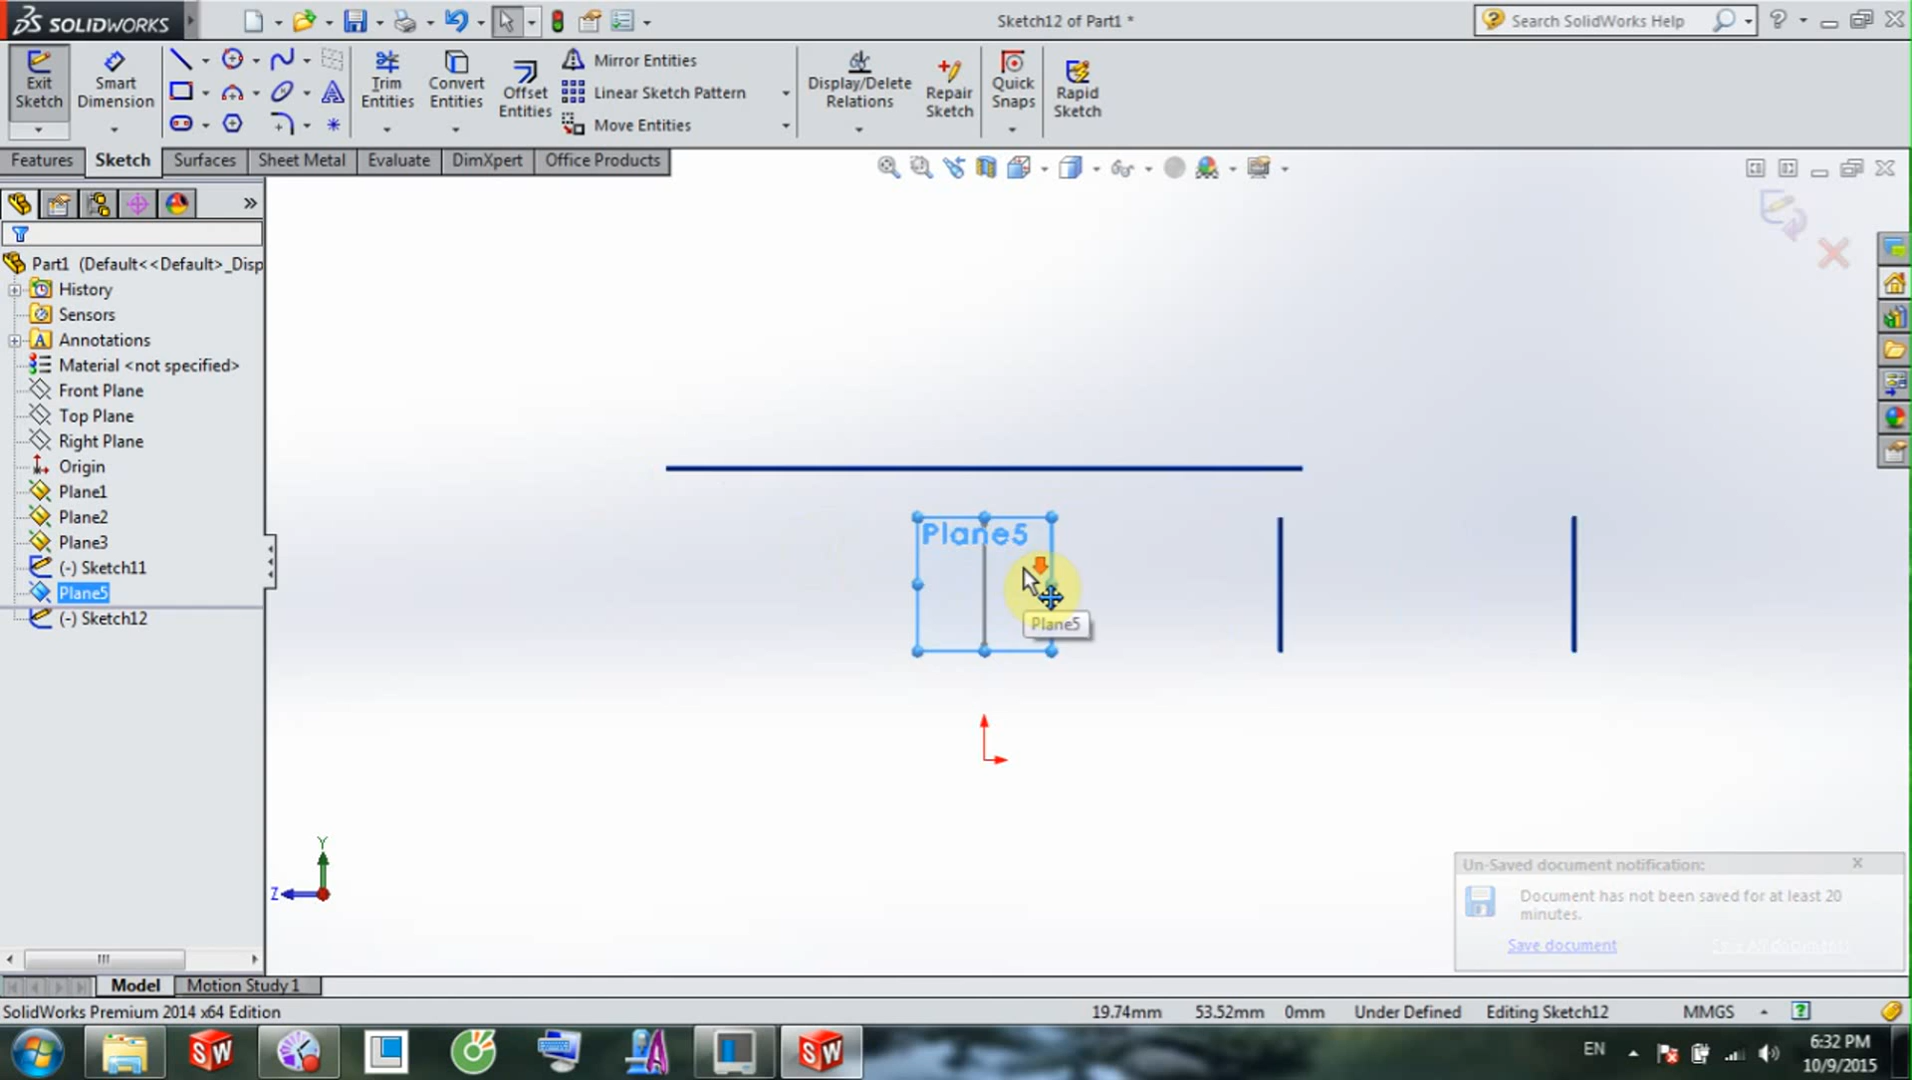 SOLIDWORKS
Sketch12 of Part1 *
Search SolidWorks Help
Exit Sketch
Smart Dimension
Trim Entities
Convert Entities
Offset Entities
Mirror Entities
Linear Sketch Pattern
Move Entities
Display/Delete Relations
Repair Sketch
Quick Snaps
Rapid Sketch
Features
Sketch
Surfaces
Sheet Metal
Evaluate
DimXpert
Office Products
Part1 (Default<<Default>_Disp
History
Sensors
Annotations
Material <not specified>
Front Plane
Top Plane
Right Plane
Origin
Plane1
Plane2
Plane3
(-) Sketch11
Plane5
(-) Sketch12
Plane5
Plane5
Y
Z
Un-Saved document notification:
Document has not been saved for at least 20
minutes.
Save document
Model
Motion Study 1
SolidWorks Premium 2014 x64 Edition
19.74mm
53.52mm
0mm
Under Defined
Editing Sketch12
MMGS
EN
6:32 PM
10/9/2015